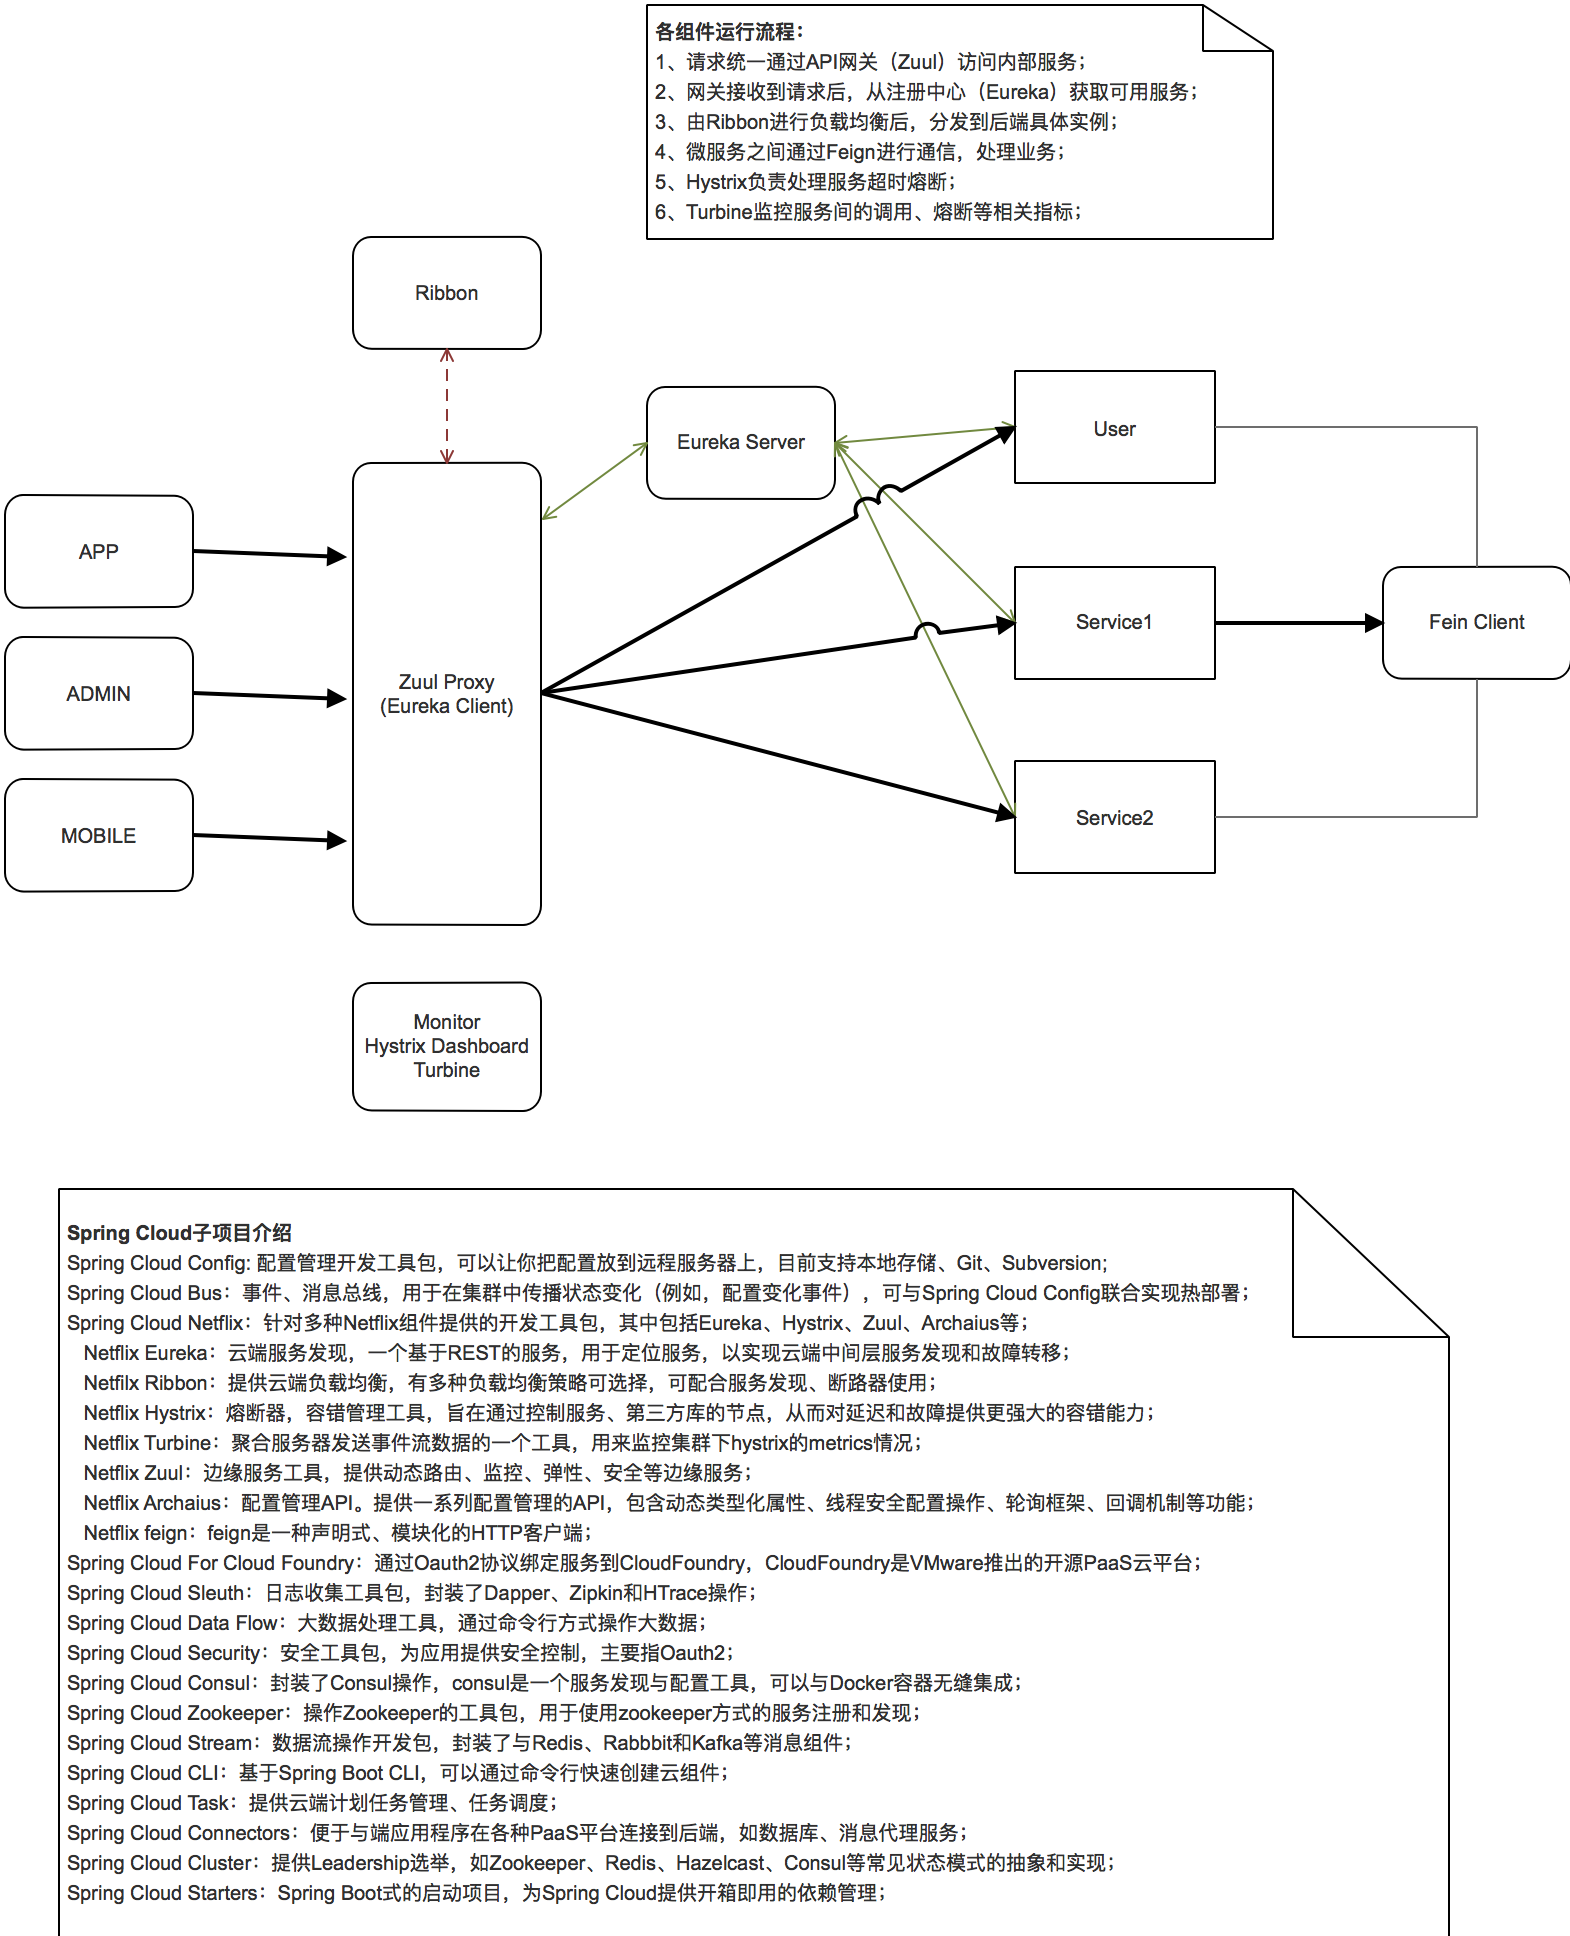 各组件运行流程：
1、请求统一通过API网关（Zuul）访问内部服务；
2、网关接收到请求后，从注册中心（Eureka）获取可用服务；
3、由Ribbon进行负载均衡后，分发到后端具体实例；
4、微服务之间通过Feign进行通信，处理业务；
5、Hystrix负责处理服务超时熔断；
6、Turbine监控服务间的调用、熔断等相关指标；
Ribbon
Eureka Server
User
APP
Service1
Fein Client
ADMIN
Zuul Proxy
(Eureka Client)
MOBILE
Service2
Monitor
Hystrix Dashboard
Turbine
Spring Cloud子项目介绍
Spring Cloud Config: 配置管理开发工具包，可以让你把配置放到远程服务器上，目前支持本地存储、Git、Subversion;
Spring Cloud Bus：事件、消息总线，用于在集群中传播状态变化（例如，配置变化事件），可与Spring Cloud Config联合实现热部署；
Spring Cloud Netflix：针对多种Netflix组件提供的开发工具包，其中包括Eureka、Hystrix、Zuul、Archaius等；
Netflix Eureka：云端服务发现，一个基于REST的服务，用于定位服务，以实现云端中间层服务发现和故障转移；
Netfilx Ribbon：提供云端负载均衡，有多种负载均衡策略可选择，可配合服务发现、断路器使用；
Netflix Hystrix：熔断器，容错管理工具，旨在通过控制服务、第三方库的节点，从而对延迟和故障提供更强大的容错能力；
Netflix Turbine：聚合服务器发送事件流数据的一个工具，用来监控集群下hystrix的metrics情况；
Netflix Zuul：边缘服务工具，提供动态路由、监控、弹性、安全等边缘服务；
Netflix Archaius：配置管理API。提供一系列配置管理的API，包含动态类型化属性、线程安全配置操作、轮询框架、回调机制等功能；
Netflix feign：feign是一种声明式、模块化的HTTP客户端；
Spring Cloud For Cloud Foundry：通过Oauth2协议绑定服务到CloudFoundry，CloudFoundry是VMware推出的开源PaaS云平台；
Spring Cloud Sleuth：日志收集工具包，封装了Dapper、Zipkin和HTrace操作；
Spring Cloud Data Flow：大数据处理工具，通过命令行方式操作大数据；
Spring Cloud Security：安全工具包，为应用提供安全控制，主要指Oauth2；
Spring Cloud Consul：封装了Consul操作，consul是一个服务发现与配置工具，可以与Docker容器无缝集成；
Spring Cloud Zookeeper：操作Zookeeper的工具包，用于使用zookeeper方式的服务注册和发现；
Spring Cloud Stream：数据流操作开发包，封装了与Redis、Rabbbit和Kafka等消息组件；
Spring Cloud CLI：基于Spring Boot CLI，可以通过命令行快速创建云组件；
Spring Cloud Task：提供云端计划任务管理、任务调度；
Spring Cloud Connectors：便于与端应用程序在各种PaaS平台连接到后端，如数据库、消息代理服务；
Spring Cloud Cluster：提供Leadership选举，如Zookeeper、Redis、Hazelcast、Consul等常见状态模式的抽象和实现；
Spring Cloud Starters：Spring Boot式的启动项目，为Spring Cloud提供开箱即用的依赖管理；